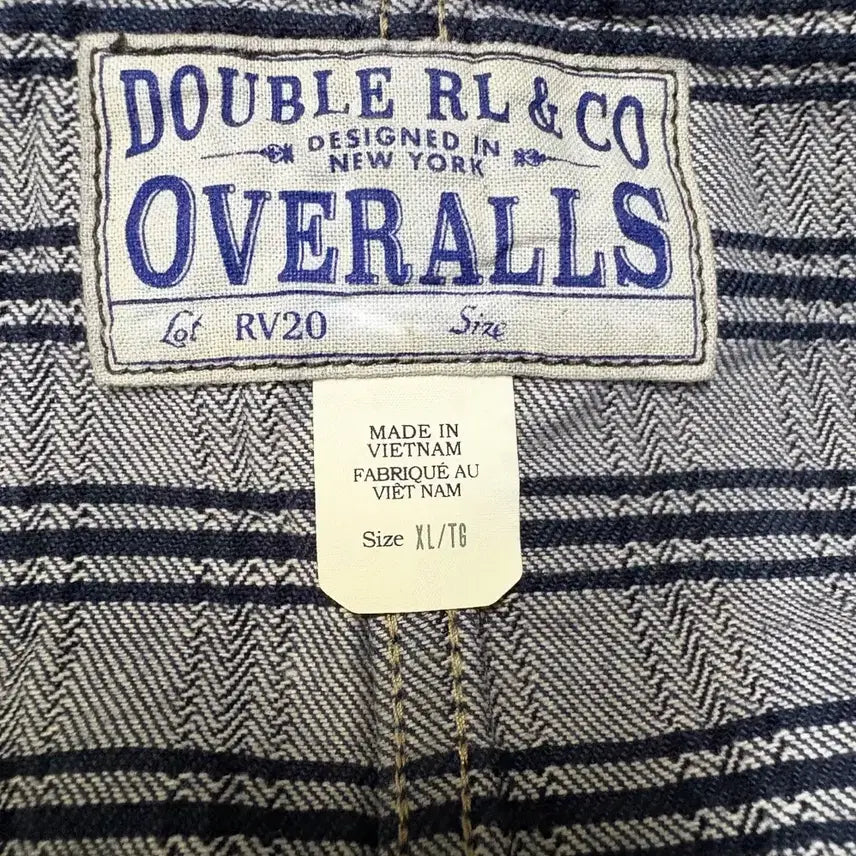 DOUBLE RL & CO
DESIGNED IN
NEW YORK
OVERALLS
Lot RV20 Size
MADE IN
VIETNAM
FABRIQUÉ AU
VIÊT NAM
Size XL/TG